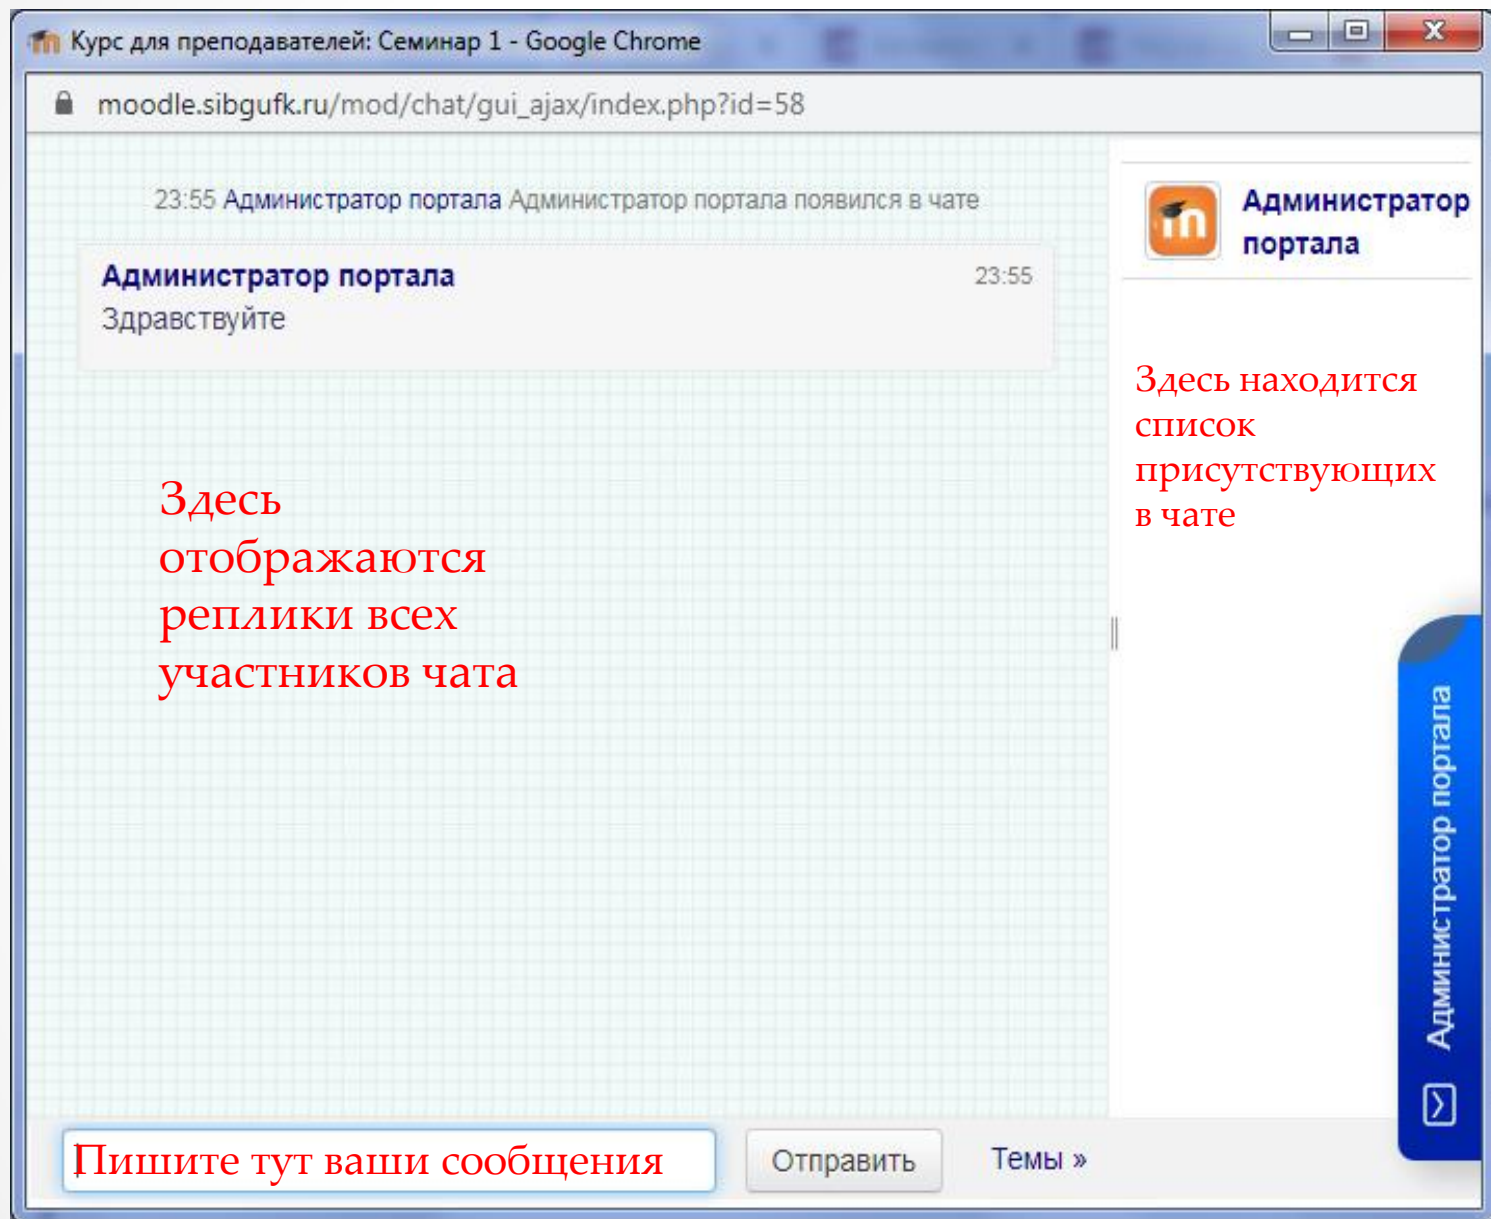 Курс для преподавателей: Семинар 1 - Google Chrome
moodle.sibgufk.ru/mod/chat/gui_ajax/index.php?id=58
23:55 Администратор портала Администратор портала появился в чате
Администратор портала 23:55
Здравствуйте
Здесь
отображаются
реплики всех
участников чата
Администратор
портала
Здесь находится
список
присутствующих
в чате
Администратор портала
Пишите тут ваши сообщения
Отправить
Темы »